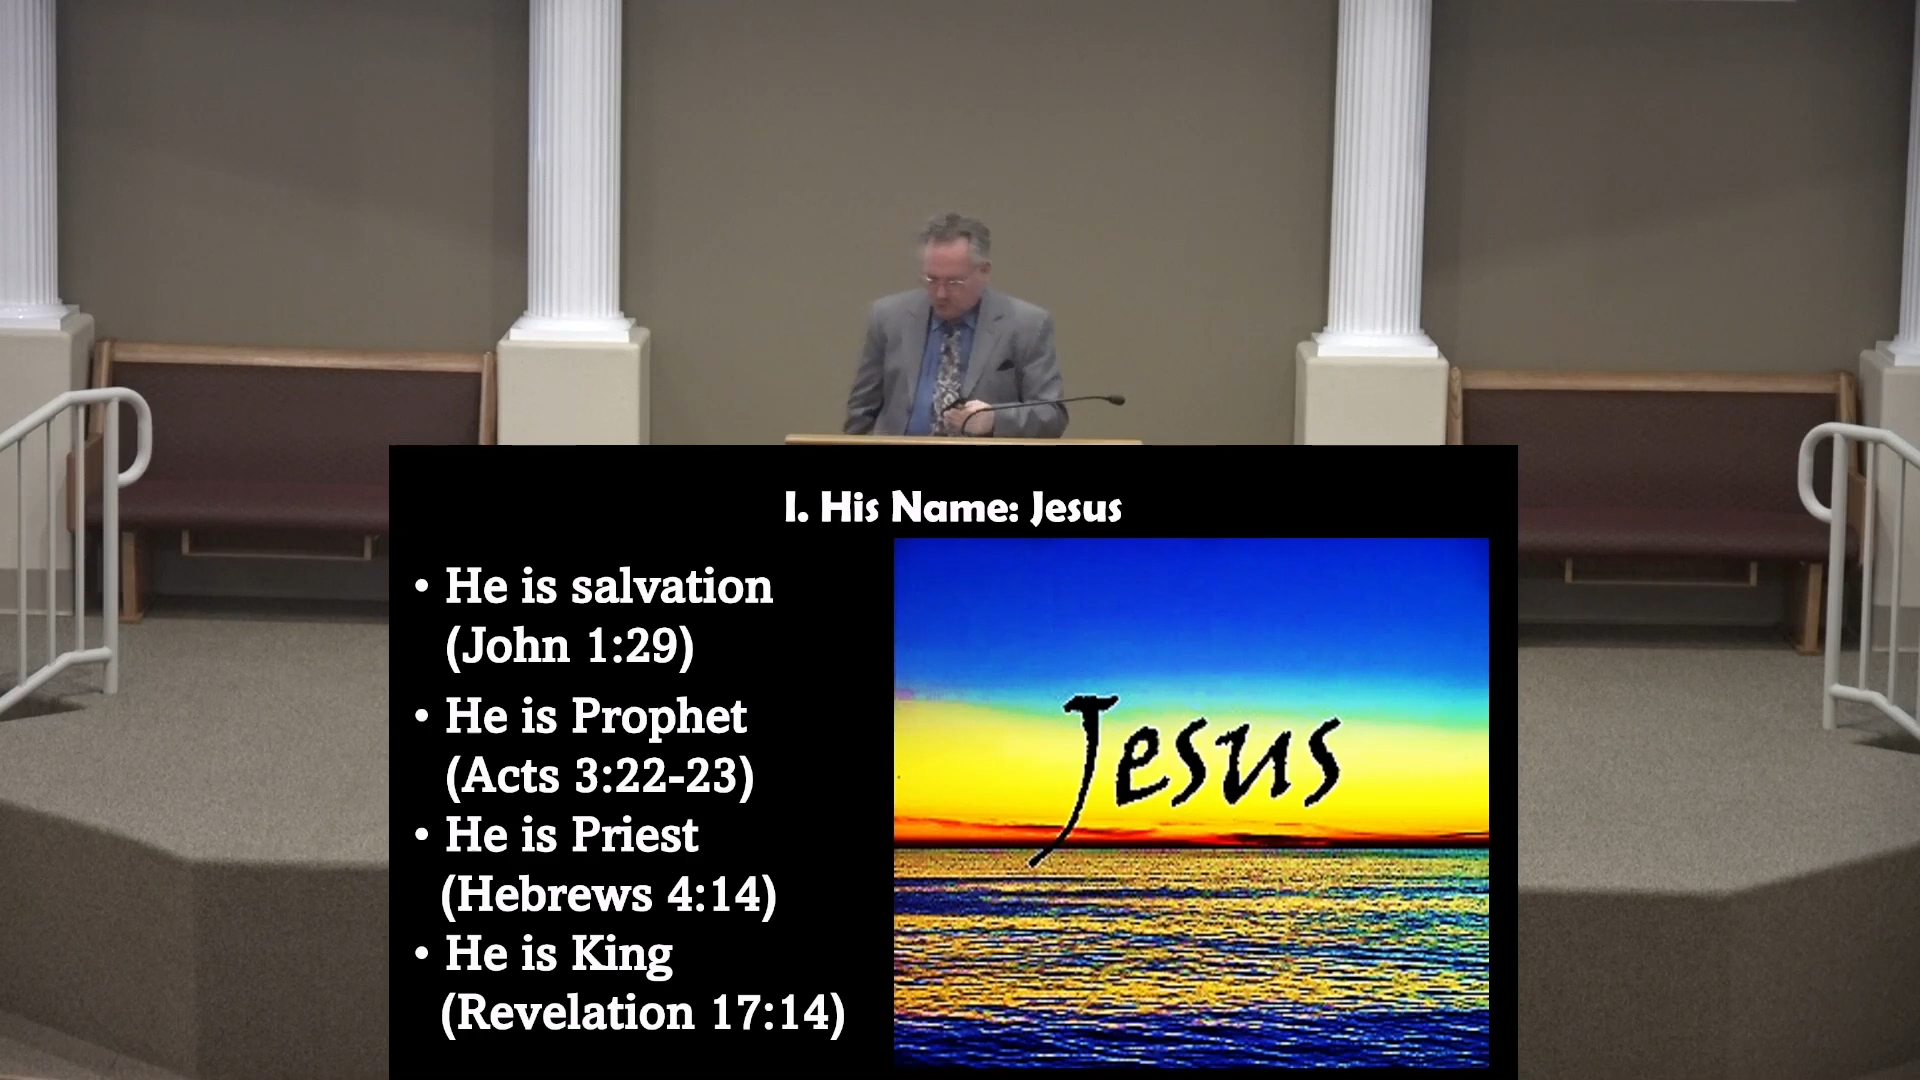 I. His Name: Jesus
• He is salvation
(John 1:29)
• He is Prophet
(Acts 3:22-23)
• He is Priest
(Hebrews 4:14)
• He is King
(Revelation 17:14)
Jesus